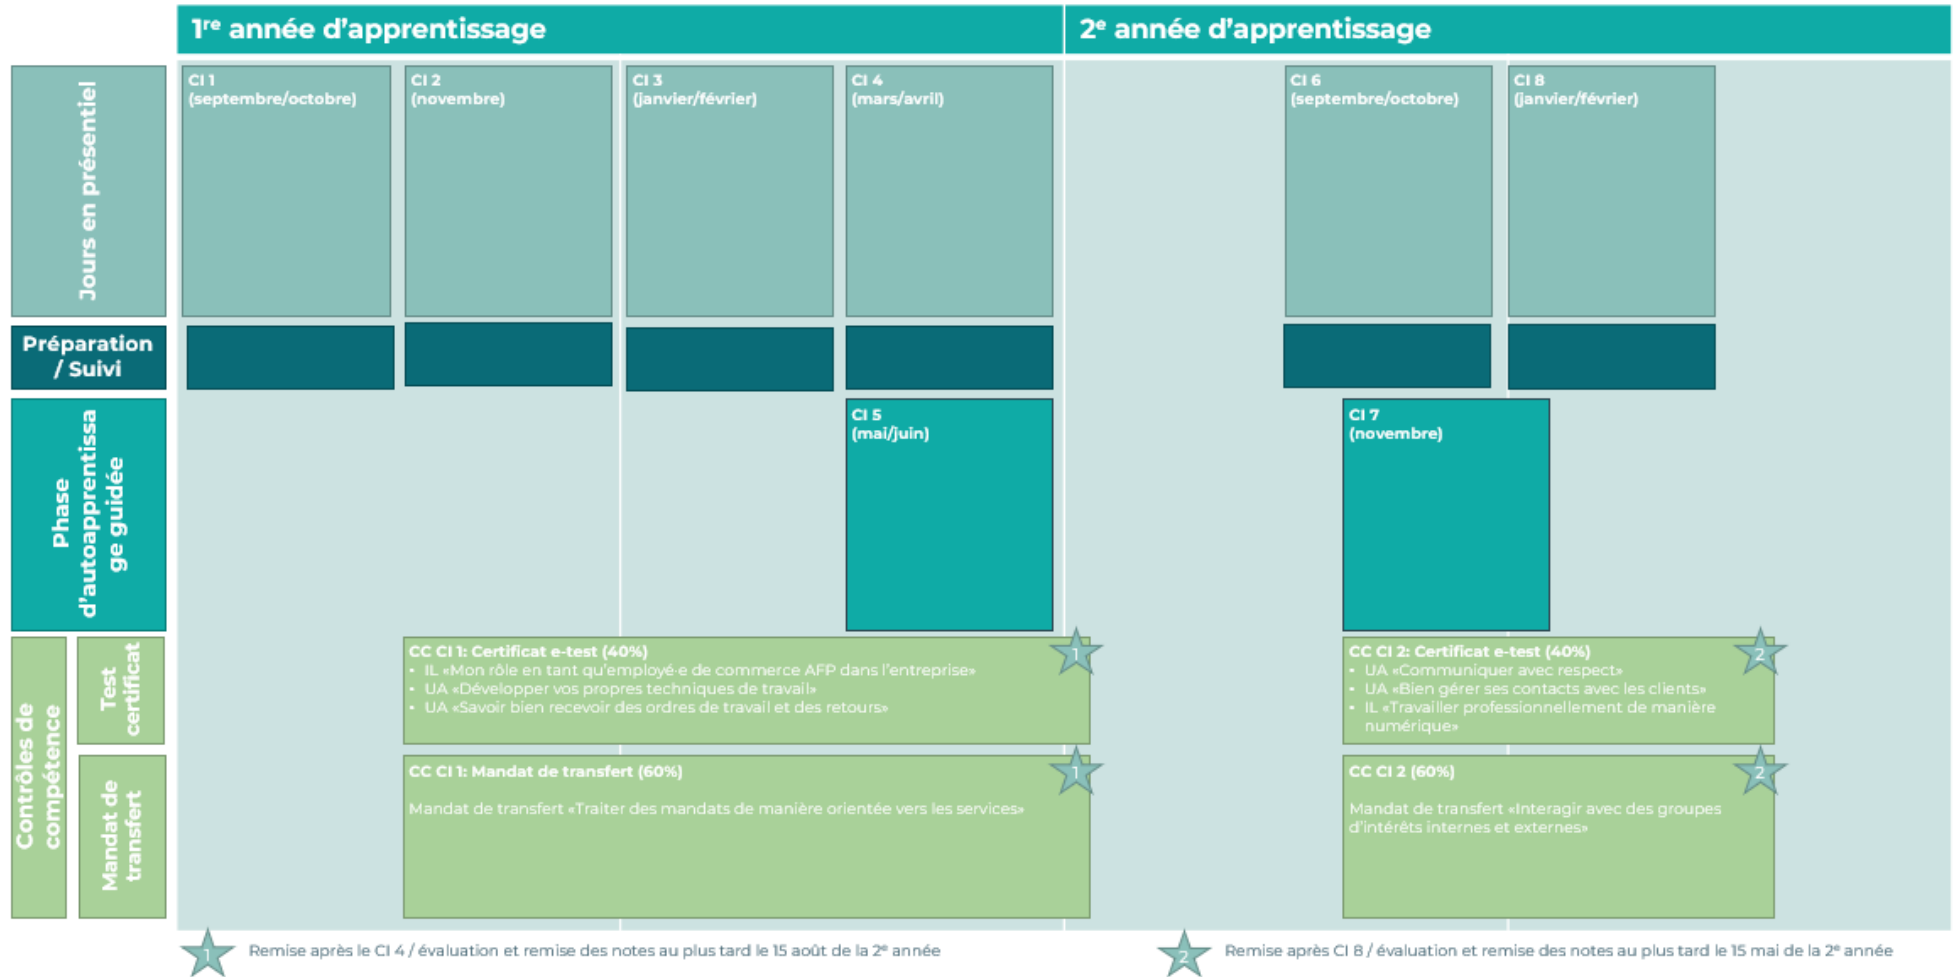 1re année d'apprentissage
2e année d'apprentissage
Jours en présentiel
CI 1
(septembre/octobre)
CI 2
(novembre)
CI 3
(janvier/février)
CI 4
(mars/avril)
CI 6
(septembre/octobre)
CI 8
(janvier/février)
Préparation
/ Suivi
Phase
d'autoapprentissa
ge guidée
CI 5
(mai/juin)
CI 7
(novembre)
Contrôles de
compétence
Test
certificat
CC CI 1: Certificat e-test (40%)
• IL «Mon rôle en tant qu'employé·e de commerce AFP dans l'entreprise»
• UA «Développer vos propres techniques de travail»
• UA «Savoir bien recevoir des ordres de travail et des retours»
1
CC CI 2: Certificat e-test (40%)
• UA «Communiquer avec respect»
• UA «Bien gérer ses contacts avec les clients»
• IL «Travailler professionnellement de manière
numérique»
2
Mandat de
transfert
CC CI 1: Mandat de transfert (60%)
Mandat de transfert «Traiter des mandats de manière orientée vers les services»
1
CC CI 2 (60%)
Mandat de transfert «Interagir avec des groupes
d'intérêts internes et externes»
2
1 Remise après le CI 4 / évaluation et remise des notes au plus tard le 15 août de la 2e année
2 Remise après CI 8 / évaluation et remise des notes au plus tard le 15 mai de la 2e année